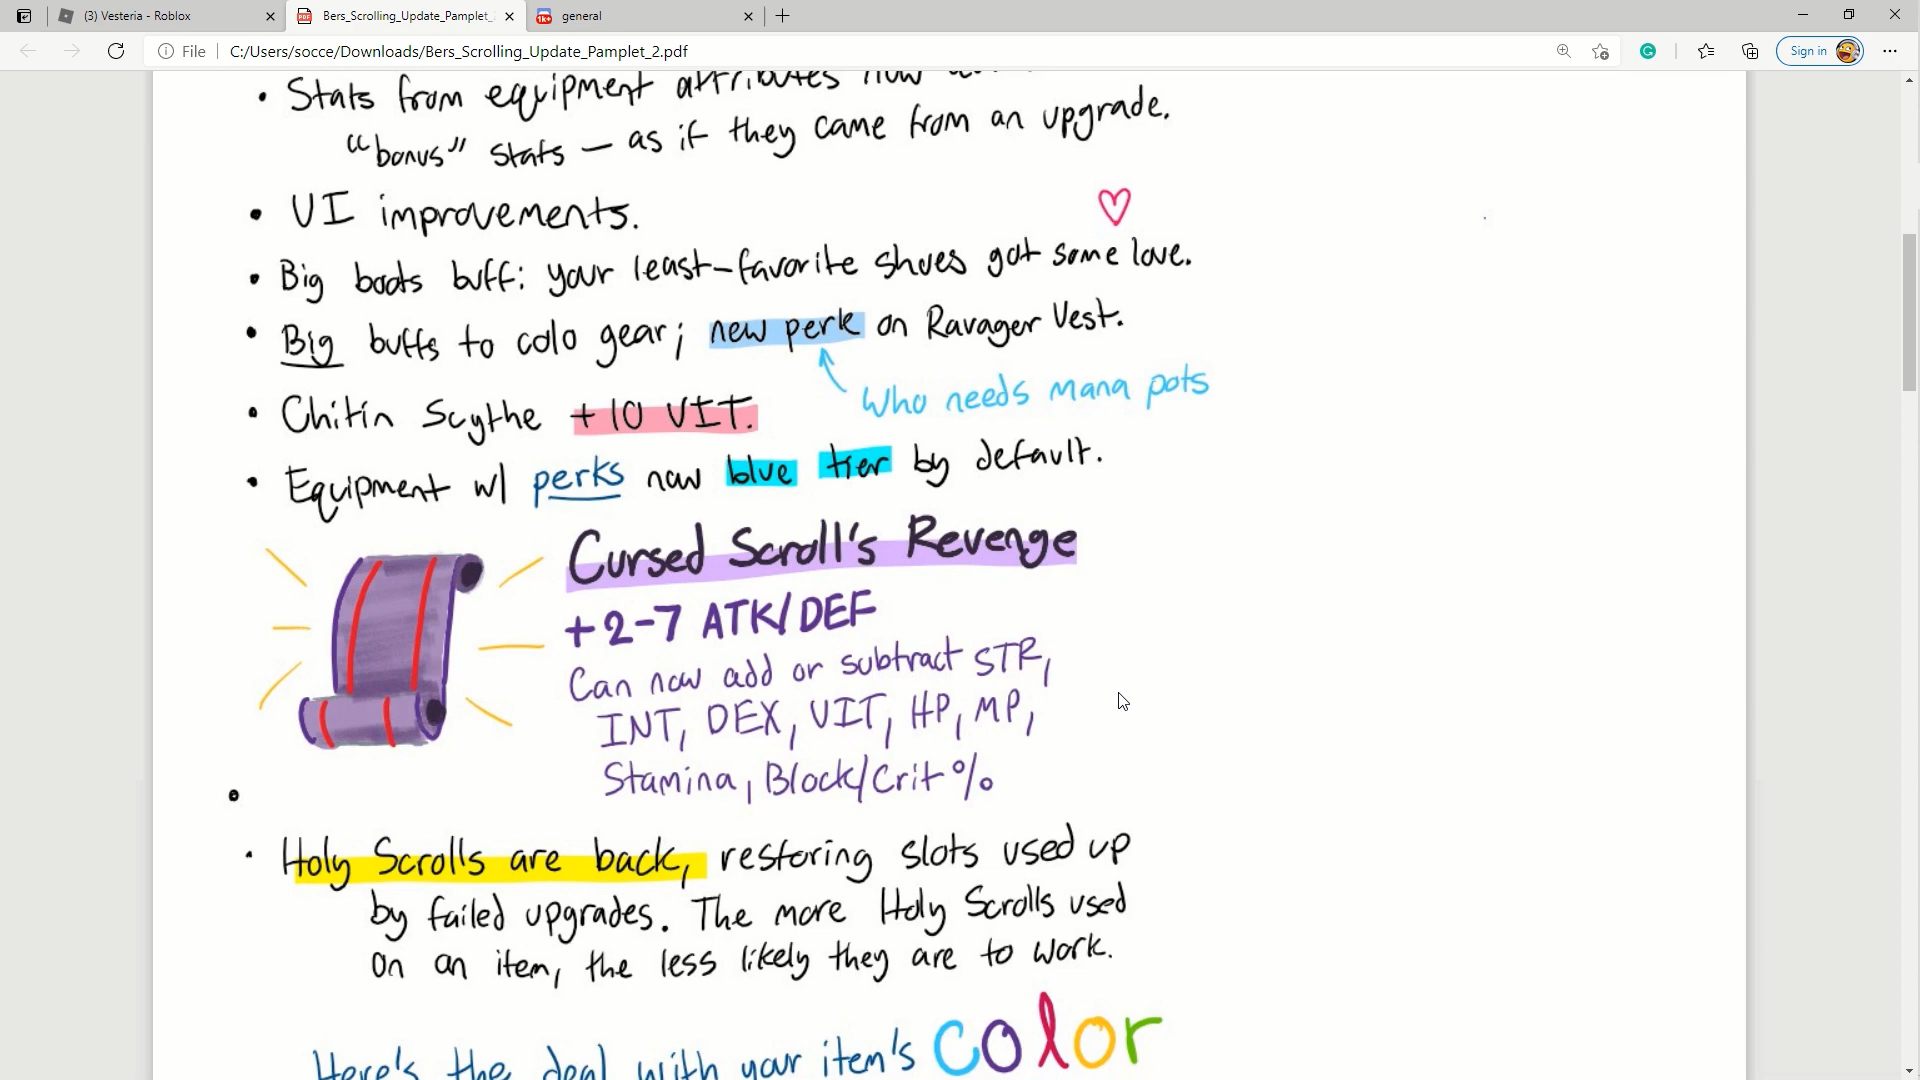 (3) Vesteria - Roblox
Bers_Scrolling_Update_Pamplet_
general
File
C:/Users/socce/Downloads/Bers_Scrolling_Update_Pamplet_2.pdf
Sign in
• Stats from equipment attributes now
"bonus" stats — as if they came from an upgrade.
• UI improvements.
• Big boots buff: your least-favorite shoes got some love.
• Big buffs to colo gear; new perk on Ravager Vest.
Who needs mana pots
• Chitin Scythe +10 VIT.
• Equipment w/ perks now blue tier by default.
Cursed Scroll's Revenge
+2-7 ATK/DEF
Can now add or subtract STR,
INT, DEX, VIT, HP, MP,
Stamina, Block/Crit %
• Holy Scrolls are back, restoring slots used up
by failed upgrades. The more Holy Scrolls used
on an item, the less likely they are to work.
Here's the deal with your item's color